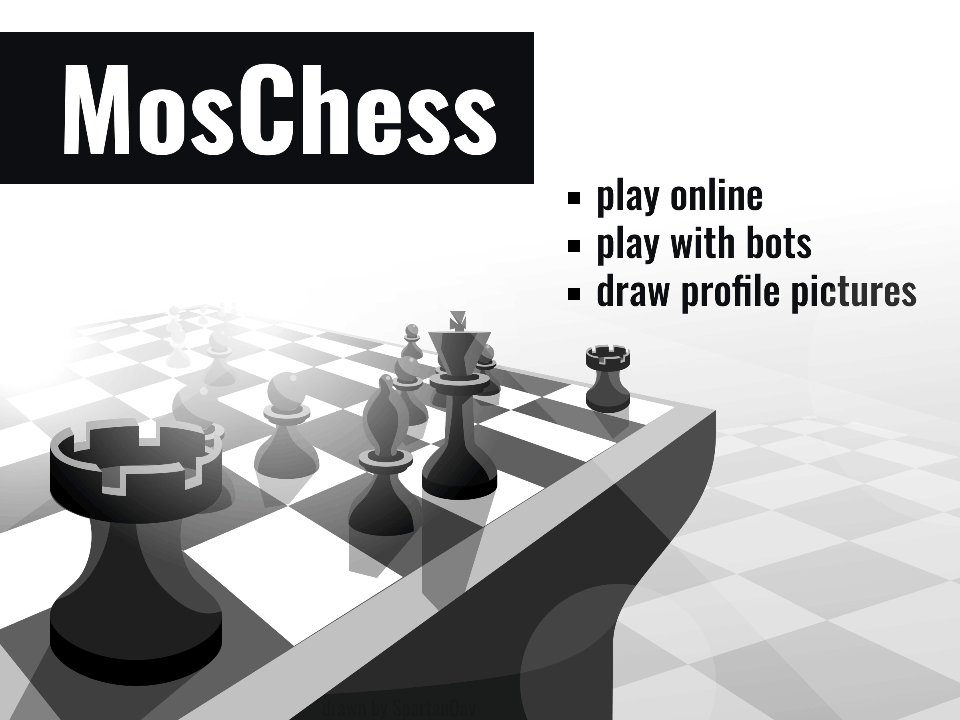 MosChess
▪ play online
▪ play with bots
▪ draw profile pictures